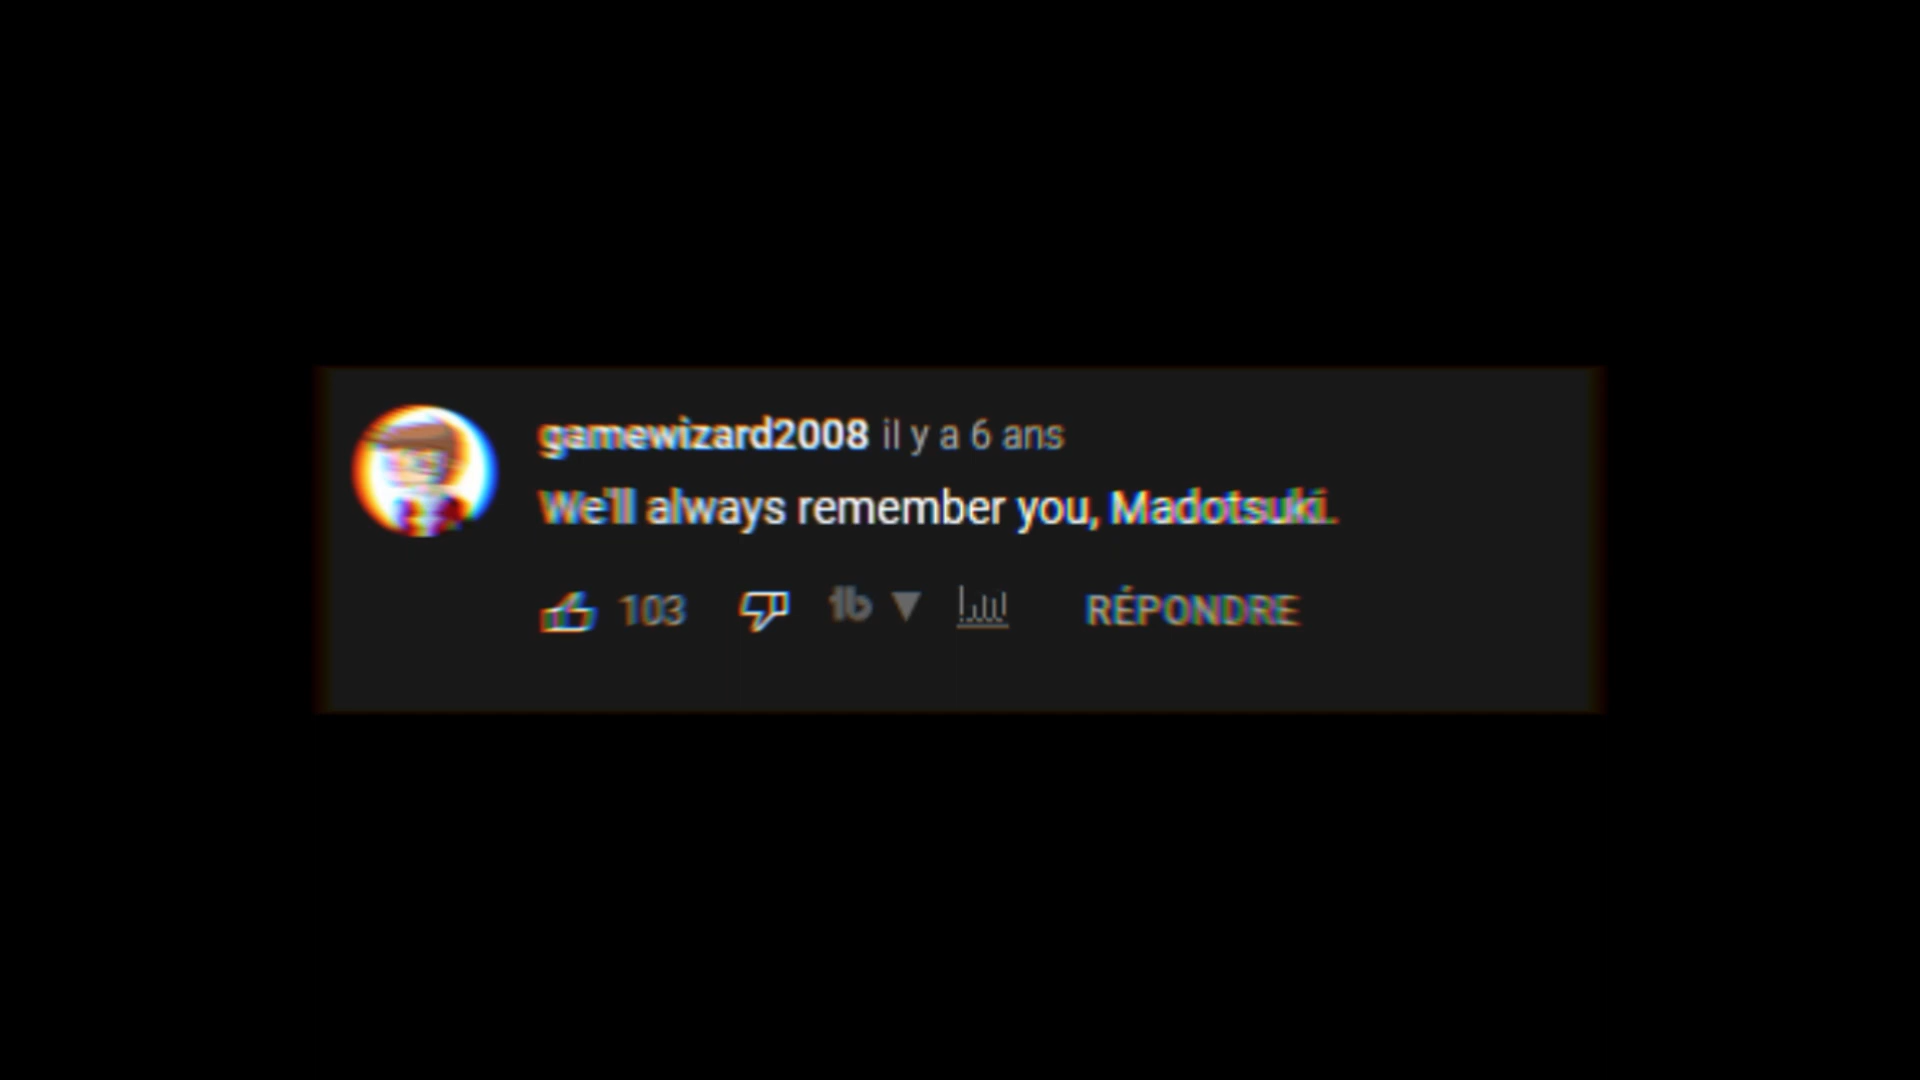 gamewizard2008 il y a 6 ans
We'll always remember you, Madotsuki.
103 RÉPONDRE